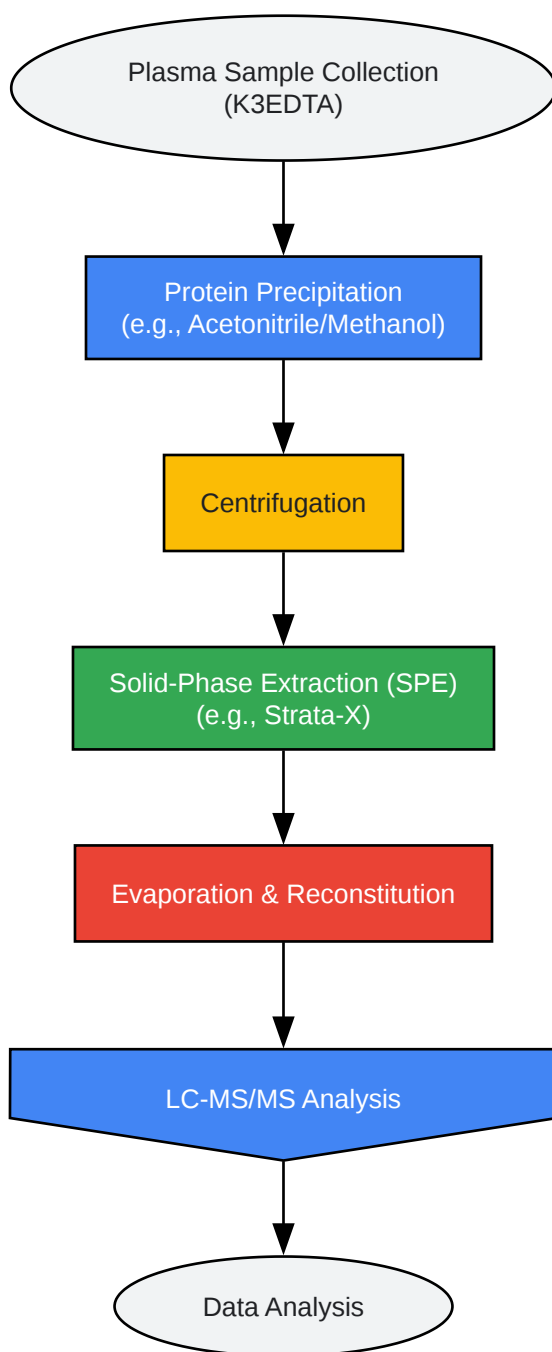 Plasma Sample Collection
(K3EDTA)
Protein Precipitation
(e.g., Acetonitrile/Methanol)
Centrifugation
Solid-Phase Extraction (SPE)
(e.g., Strata-X)
Evaporation & Reconstitution
LC-MS/MS Analysis
Data Analysis